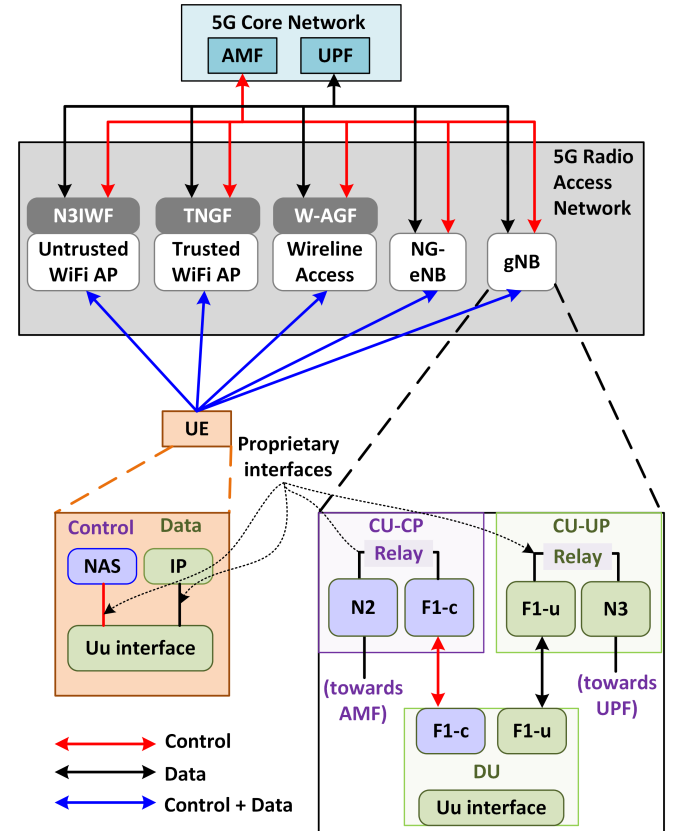 5G Core Network
AMF
UPF
5G Radio
Access
Network
N3IWF
Untrusted
WiFi AP
TNGF
Trusted
WiFi AP
W-AGF
Wireline
Access
NG-
eNB
gNB
UE
Proprietary
interfaces
Control
Data
NAS
IP
Uu interface
CU-CP
Relay
N2
F1-c
(towards
AMF)
CU-UP
Relay
F1-u
N3
(towards
UPF)
F1-c
F1-u
DU
Uu interface
Control
Data
Control + Data